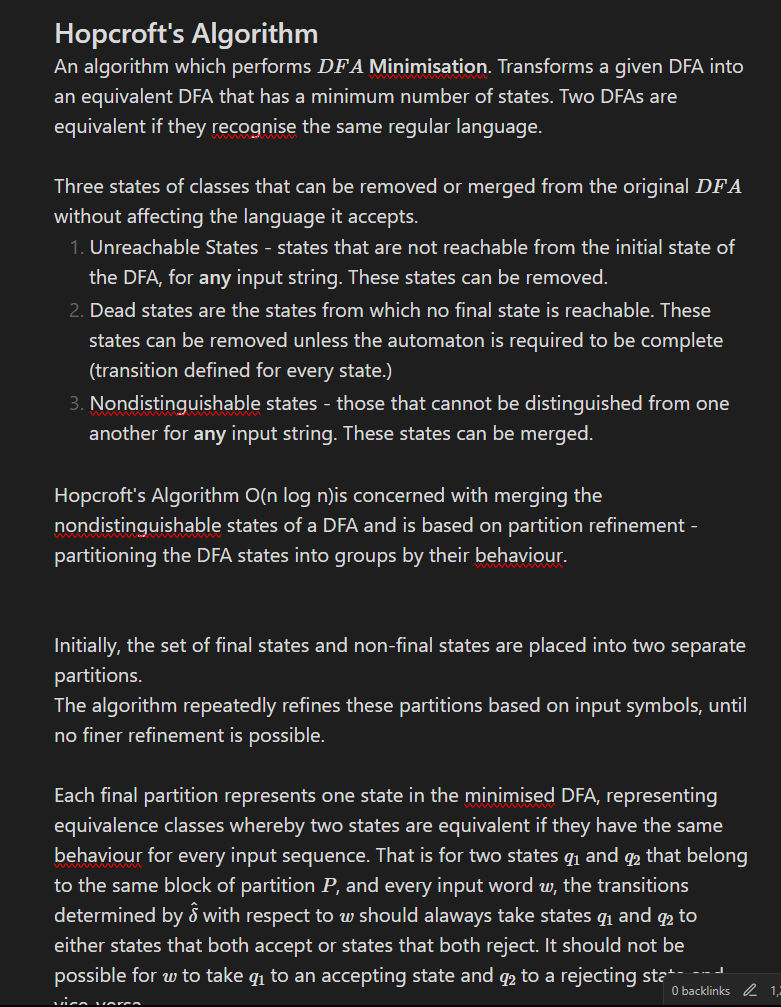 Hopcroft's Algorithm
An algorithm which performs DFA Minimisation. Transforms a given DFA into
an equivalent DFA that has a minimum number of states. Two DFAs are
equivalent if they recognise the same regular language.
Three states of classes that can be removed or merged from the original DFA
without affecting the language it accepts.
1. Unreachable States - states that are not reachable from the initial state of
the DFA, for any input string. These states can be removed.
2. Dead states are the states from which no final state is reachable. These
states can be removed unless the automaton is required to be complete
(transition defined for every state.)
3. Nondistinguishable states - those that cannot be distinguished from one
another for any input string. These states can be merged.
Hopcroft's Algorithm O(n log n)is concerned with merging the
nondistinguishable states of a DFA and is based on partition refinement -
partitioning the DFA states into groups by their behaviour.
Initially, the set of final states and non-final states are placed into two separate
partitions.
The algorithm repeatedly refines these partitions based on input symbols, until
no finer refinement is possible.
Each final partition represents one state in the minimised DFA, representing
equivalence classes whereby two states are equivalent if they have the same
behaviour for every input sequence. That is for two states q₁ and q₂ that belong
to the same block of partition P, and every input word w, the transitions
determined by δ̂ with respect to w should alaways take states q₁ and q₂ to
either states that both accept or states that both reject. It should not be
possible for w to take q₁ to an accepting state and q₂ to a rejecting state and
vice-versa
0 backlinks